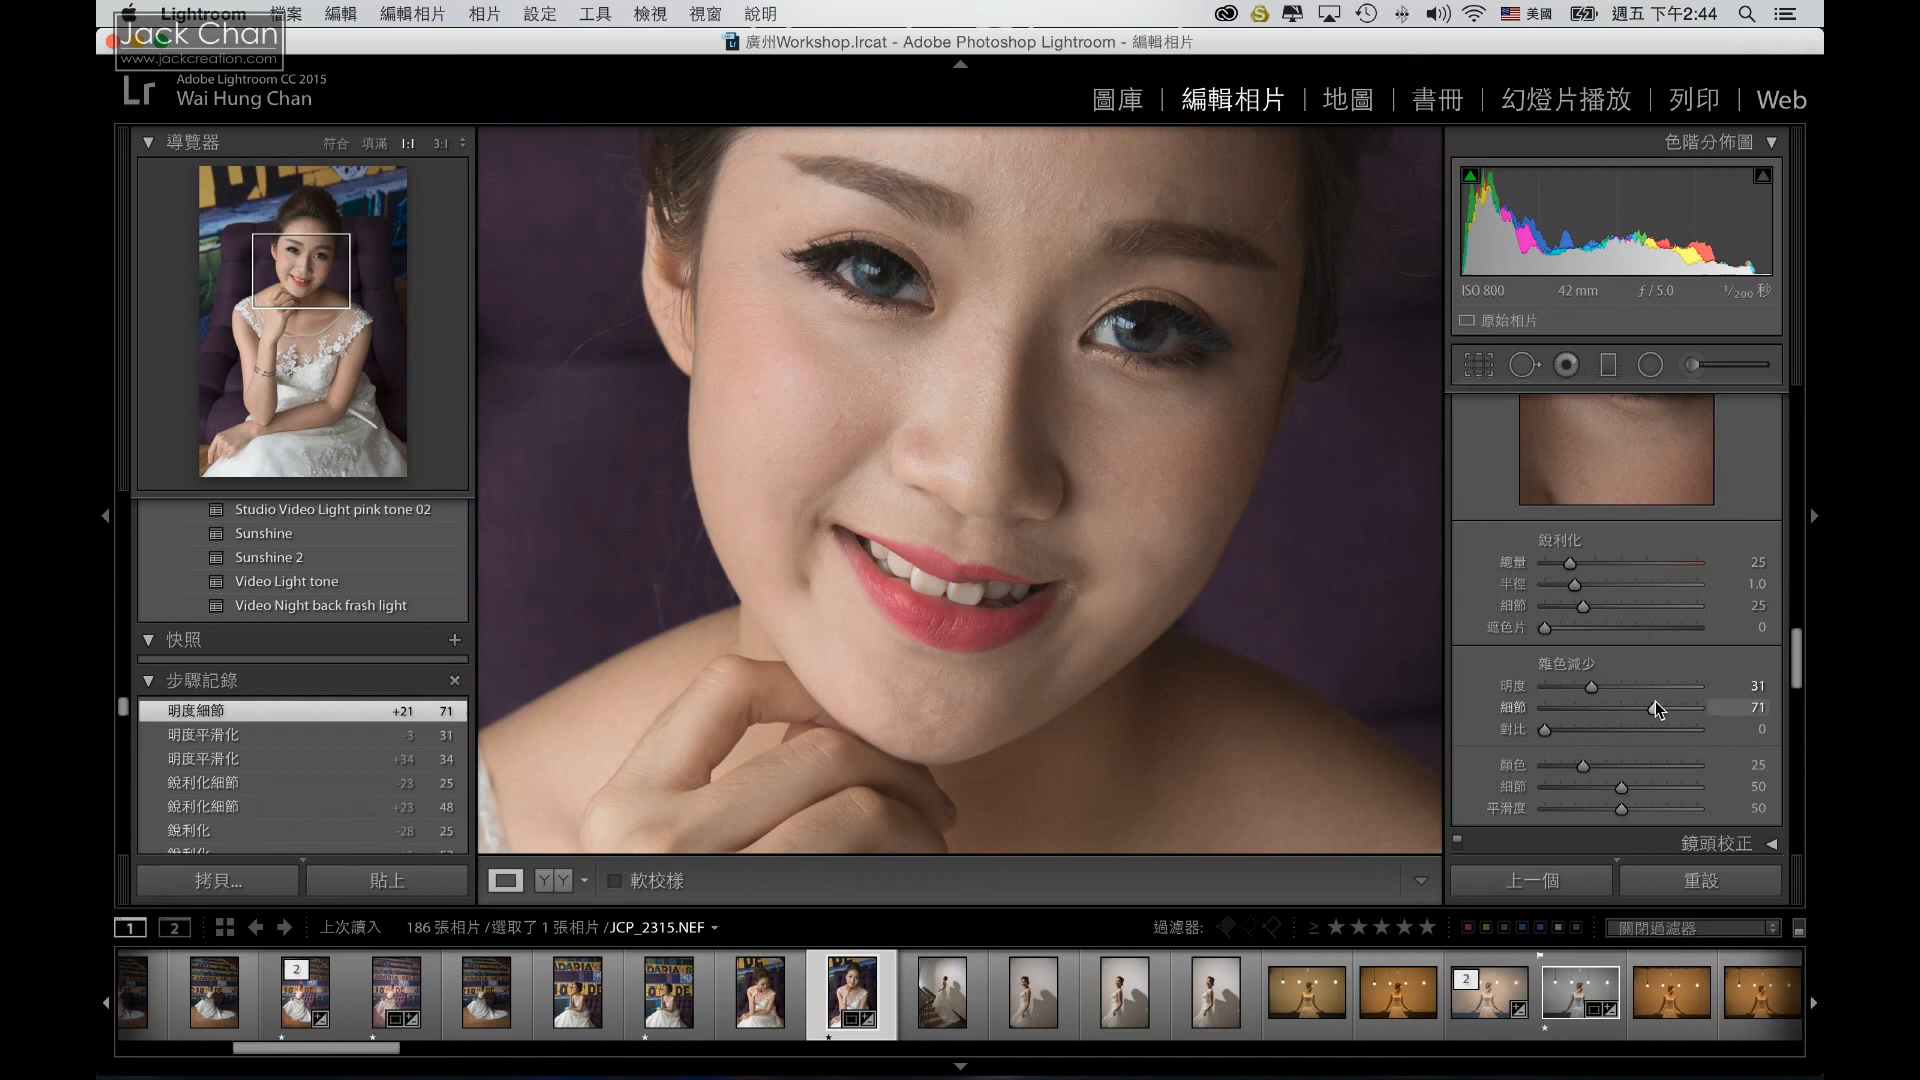 Lightroom 檔案 編輯 編輯相片 相片 設定 工具 檢視 視窗 說明 美國 週五 下午2:44
Jack Chan
www.jackcreation.com
廣州Workshop.lrcat - Adobe Photoshop Lightroom - 編輯相片
Lr
Adobe Lightroom CC 2015
Wai Hung Chan
圖庫 | 編輯相片 | 地圖 | 書冊 | 幻燈片播放 | 列印 | Web
導覽器 符合 填滿 1:1 3:1
色階分佈圖
ISO 800 42 mm ƒ / 5.0 1/200 秒
原始相片
Studio Video Light pink tone 02
Sunshine
Sunshine 2
Video Light tone
Video Night back frash light
快照 +
步驟記錄
明度細節 +21 71
明度平滑化 -3 31
明度平滑化 +34 34
銳利化細節 -23 25
銳利化細節 +23 48
銳利化 -28 25
拷貝... 貼上
銳利化
總量 25
半徑 1.0
細節 25
遮色片 0
雜色減少
明度 31
細節 71
對比 0
顏色 25
細節 50
平滑度 50
鏡頭校正
YY 軟校樣
上一個 重設
1 2 上次讀入 186 張相片 /選取了 1 張相片 /JCP_2315.NEF 過濾器: ≥ 關閉過濾器
2
2